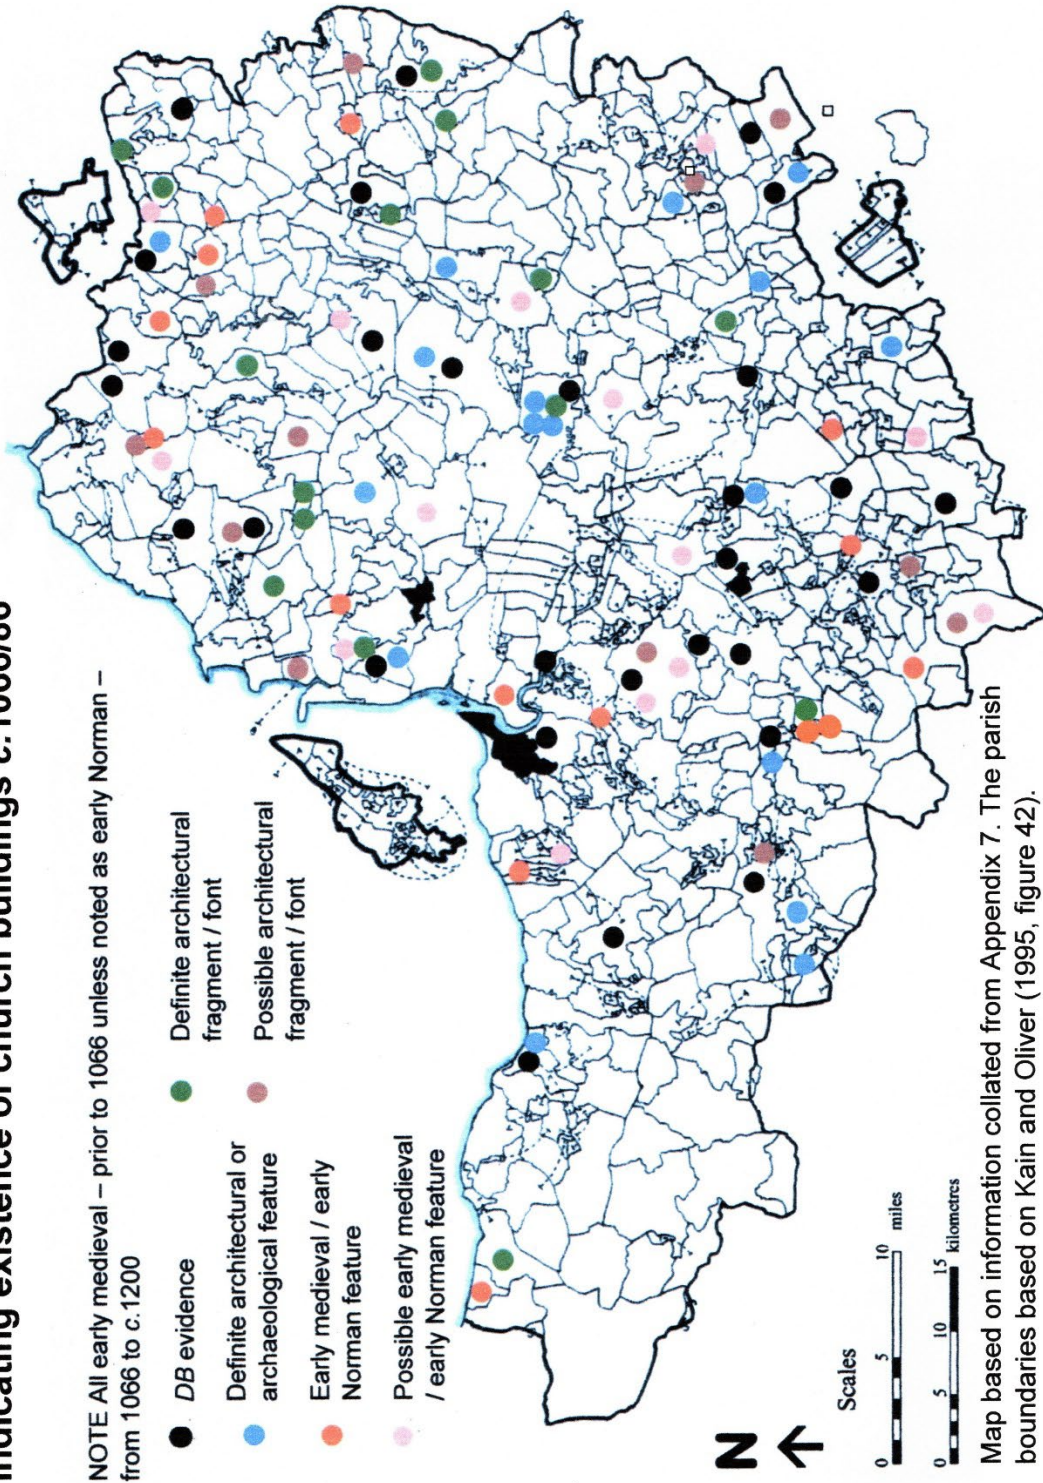 indicating existence of church buildings c.1066/86
NOTE All early medieval – prior to 1066 unless noted as early Norman –
from 1066 to c.1200
DB evidence
Definite architectural or
archaeological feature
Early medieval / early
Norman feature
Possible early medieval
/ early Norman feature
Definite architectural
fragment / font
Possible architectural
fragment / font
N
Scales
0 5 10 miles
0 5 10 15 kilometres
Map based on information collated from Appendix 7. The parish
boundaries based on Kain and Oliver (1995, figure 42).